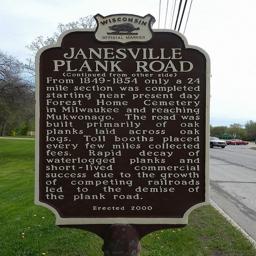 WISCONSIN
OFFICIAL MARKER
JANESVILLE
PLANK ROAD
(Continued from other side)
From 1849-1854 only a 24
mile section was completed
starting near present day
Forest Home Cemetery
in Milwaukee and reaching
Mukwonago. The road was
built primarily of oak
planks laid across oak
logs. Toll booths placed
every few miles collected
fees. Rapid decay of
waterlogged planks and
short-lived commercial
success due to the growth
of competing railroads
led to the demise of
the plank road.
Erected 2000